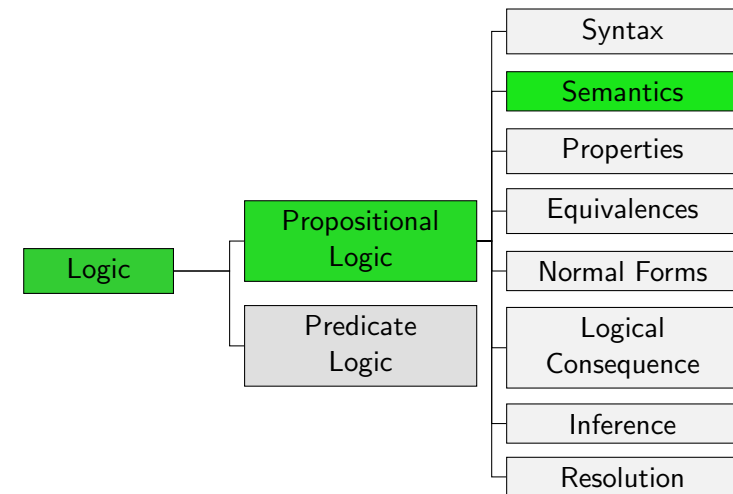 Logic
Propositional
Logic
Predicate
Logic
Syntax
Semantics
Properties
Equivalences
Normal Forms
Logical
Consequence
Inference
Resolution